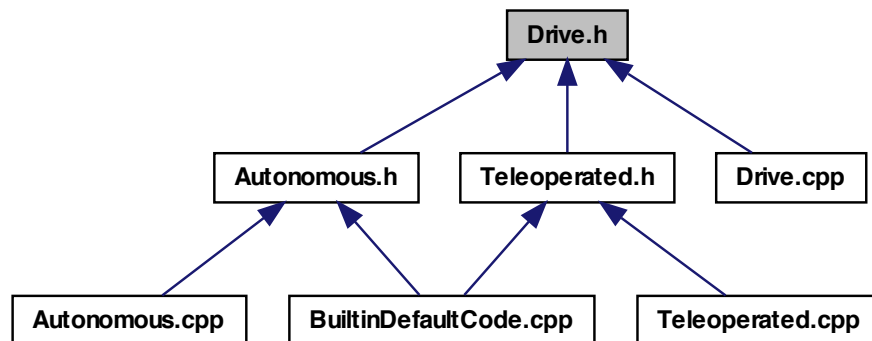 Drive.h
Autonomous.h
Teleoperated.h
Drive.cpp
Autonomous.cpp
BuiltinDefaultCode.cpp
Teleoperated.cpp